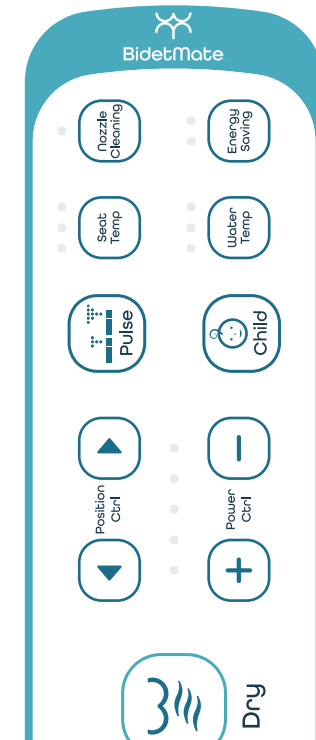 BidetMate
Nozzle
Cleaning
Energy
Saving
Seat
Temp
Water
Temp
Pulse
Child
Position
Ctrl
Power
Ctrl
Dry